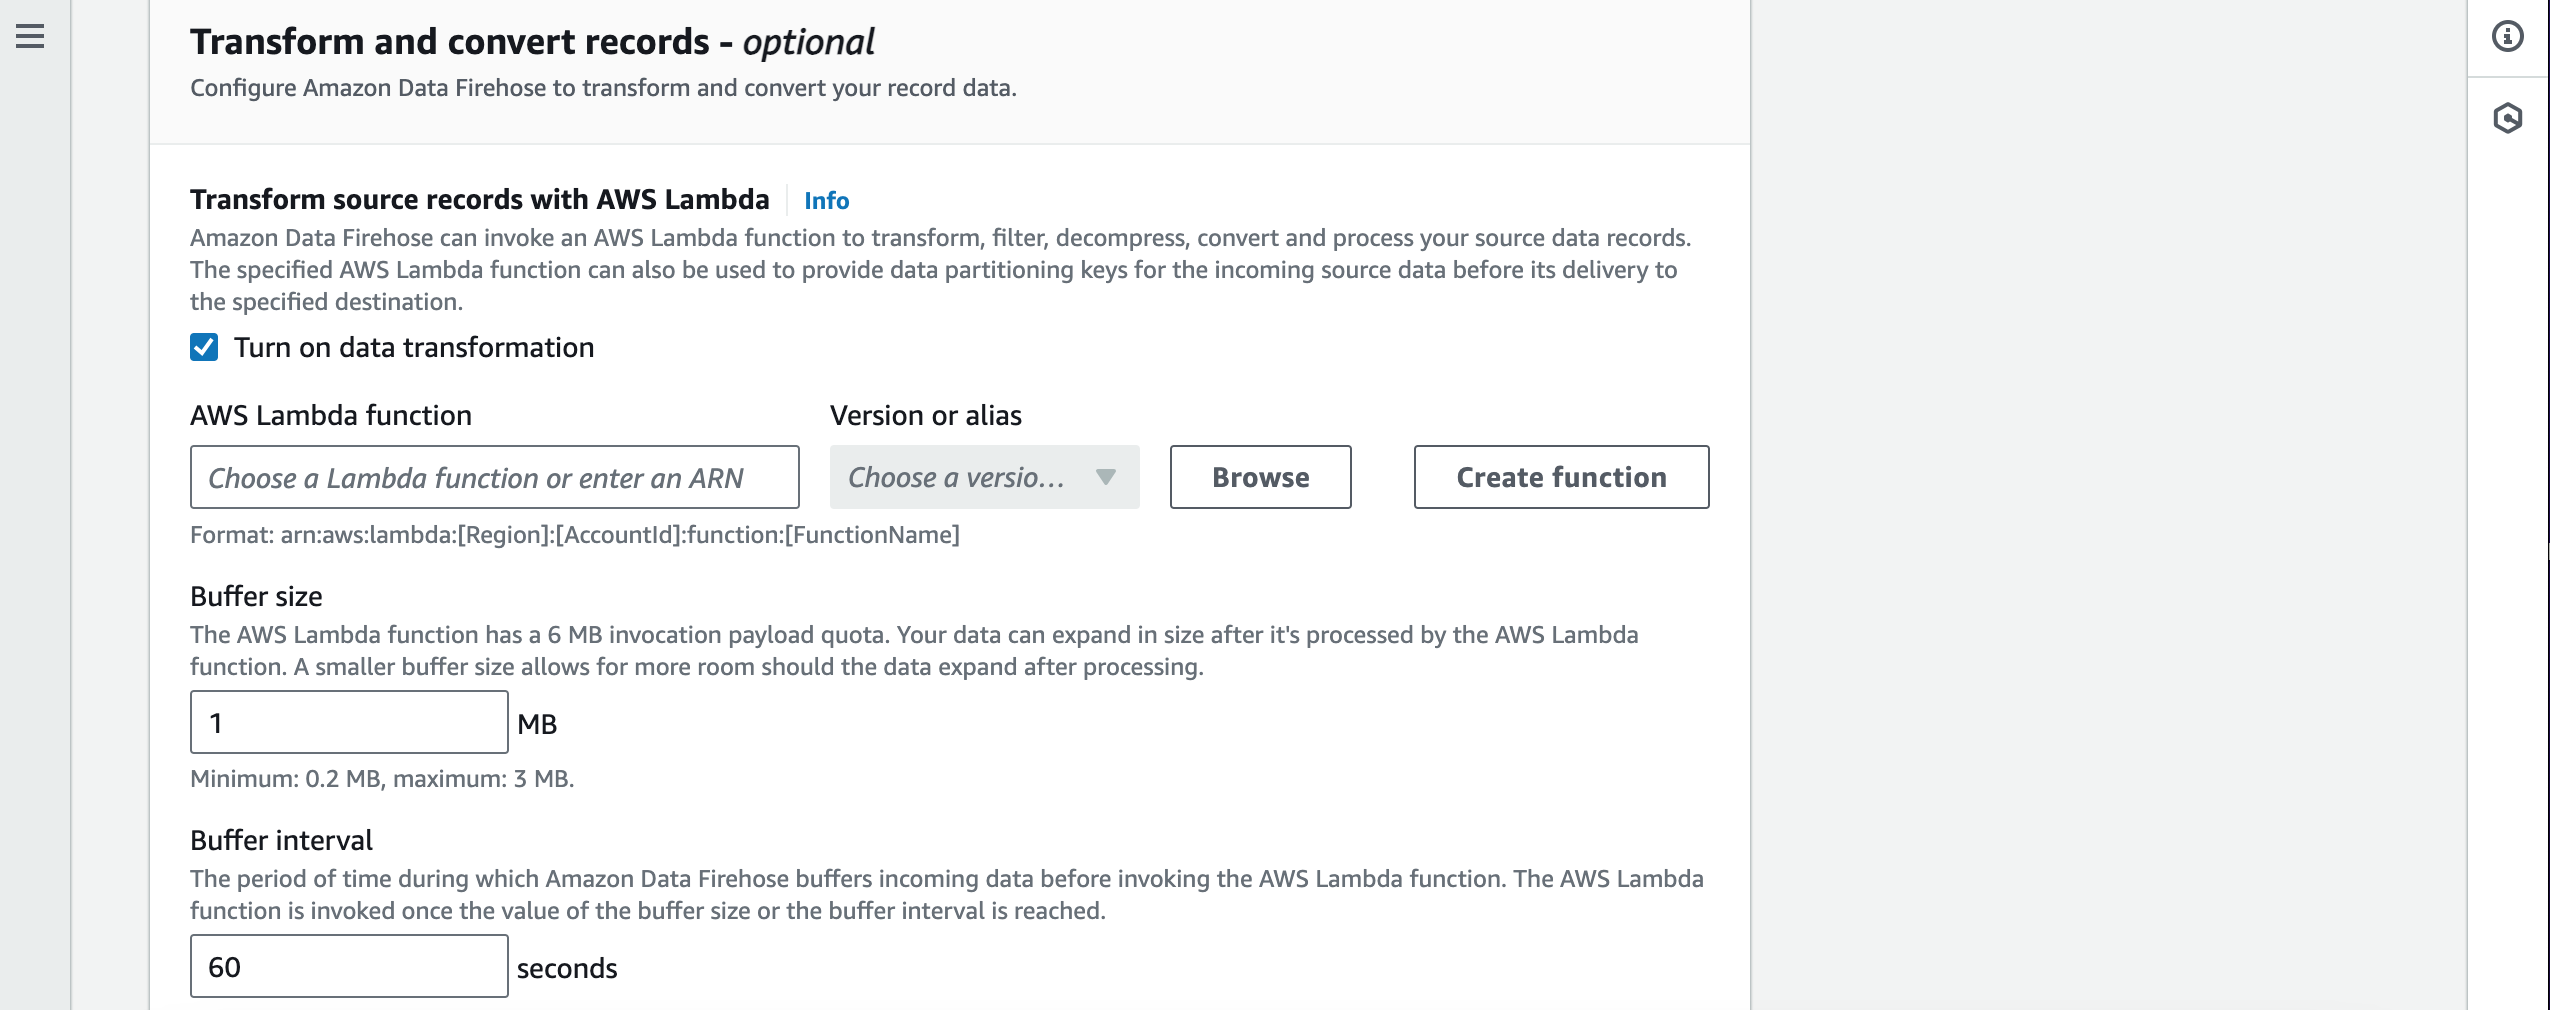 Transform and convert records - optional
Configure Amazon Data Firehose to transform and convert your record data.
Transform source records with AWS Lambda Info
Amazon Data Firehose can invoke an AWS Lambda function to transform, filter, decompress, convert and process your source data records.
The specified AWS Lambda function can also be used to provide data partitioning keys for the incoming source data before its delivery to
the specified destination.
Turn on data transformation
AWS Lambda function Version or alias
Choose a Lambda function or enter an ARN Choose a versio... Browse Create function
Format: arn:aws:lambda:[Region]:[AccountId]:function:[FunctionName]
Buffer size
The AWS Lambda function has a 6 MB invocation payload quota. Your data can expand in size after it's processed by the AWS Lambda
function. A smaller buffer size allows for more room should the data expand after processing.
1 MB
Minimum: 0.2 MB, maximum: 3 MB.
Buffer interval
The period of time during which Amazon Data Firehose buffers incoming data before invoking the AWS Lambda function. The AWS Lambda
function is invoked once the value of the buffer size or the buffer interval is reached.
60 seconds